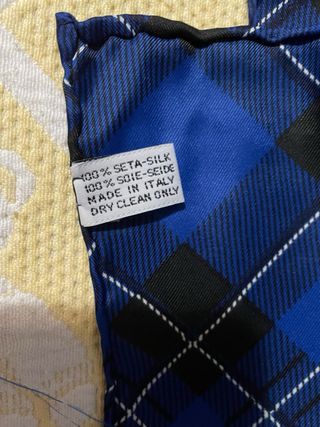 100% SETA-SILK
100% SOIE-SEIDE
MADE IN ITALY
DRY CLEAN ONLY